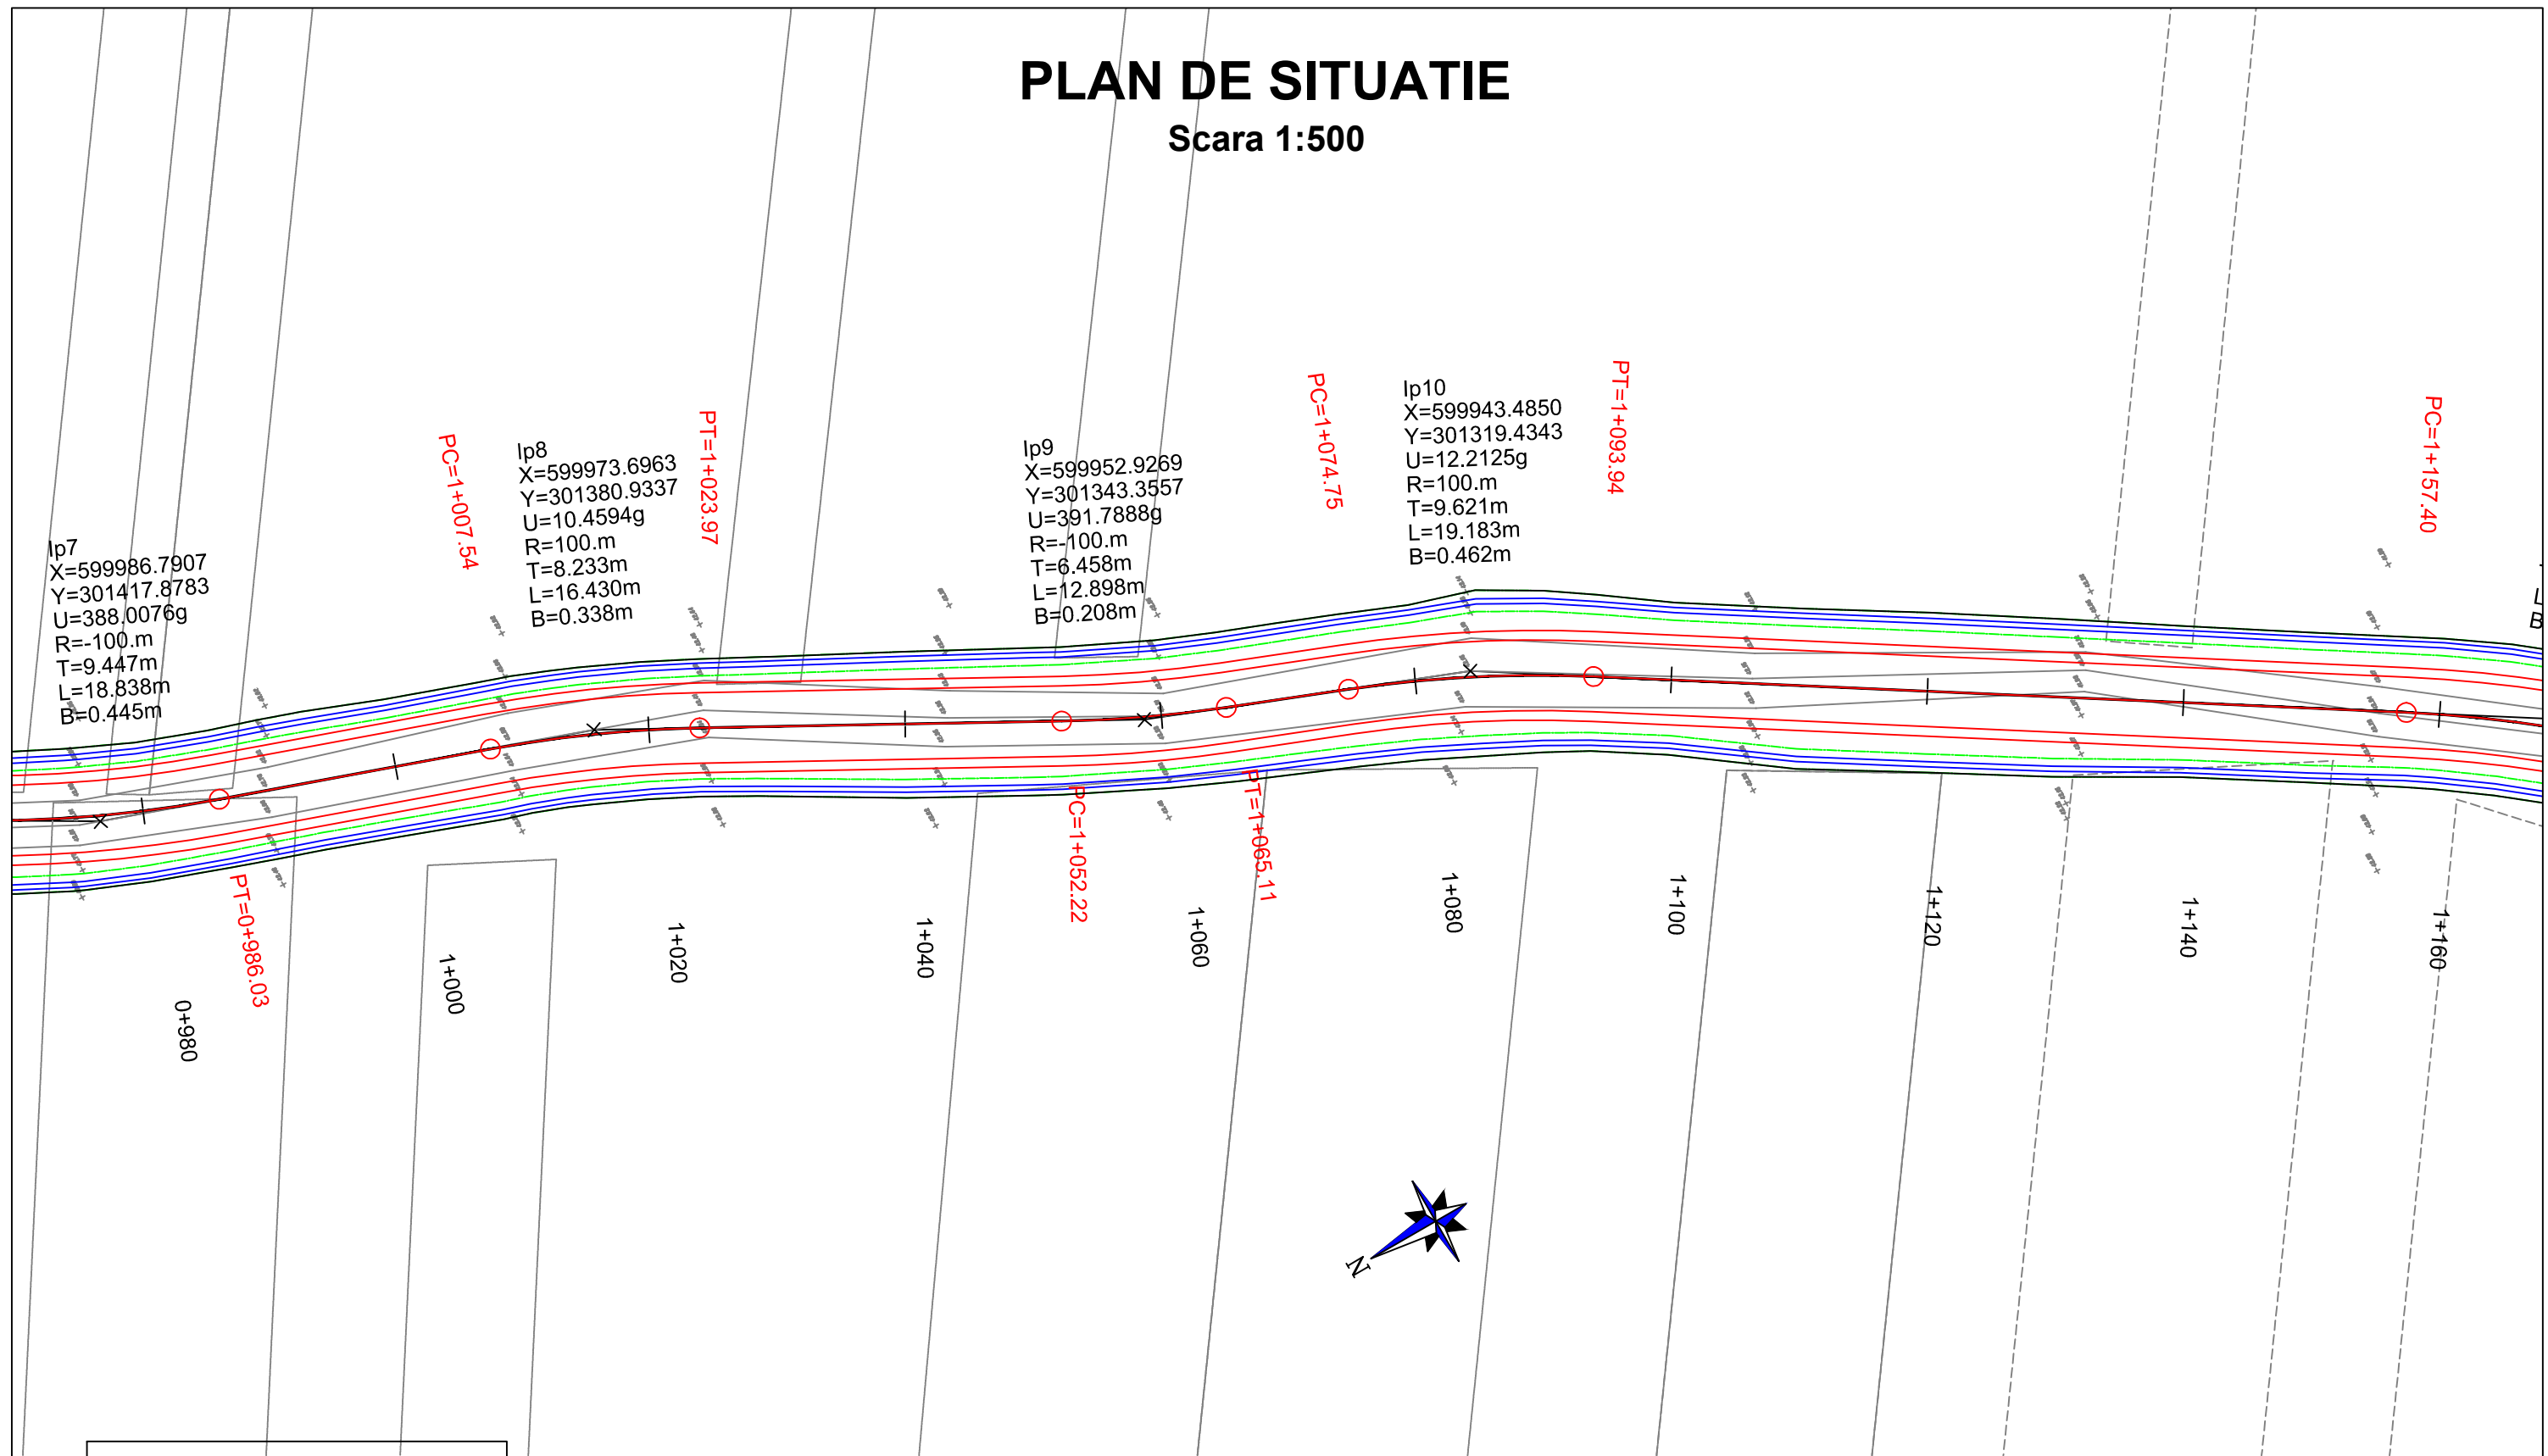 PLAN DE SITUATIE
Scara 1:500
Ip7
X=599986.7907
Y=301417.8783
U=388.0076g
R=-100.m
T=9.447m
L=18.838m
B=0.445m
PC=1+007.54
Ip8
X=599973.6963
Y=301380.9337
U=10.4594g
R=100.m
T=8.233m
L=16.430m
B=0.338m
PT=1+023.97
Ip9
X=599952.9269
Y=301343.3557
U=391.7888g
R=-100.m
T=6.458m
L=12.898m
B=0.208m
PC=1+074.75
Ip10
X=599943.4850
Y=301319.4343
U=12.2125g
R=100.m
T=9.621m
L=19.183m
B=0.462m
PT=1+093.94
PC=1+157.40
L
B
PT=0+986.03
PC=1+052.22
PT=1+065.11
0+980
1+000
1+020
1+040
1+060
1+080
1+100
1+120
1+140
1+160
N